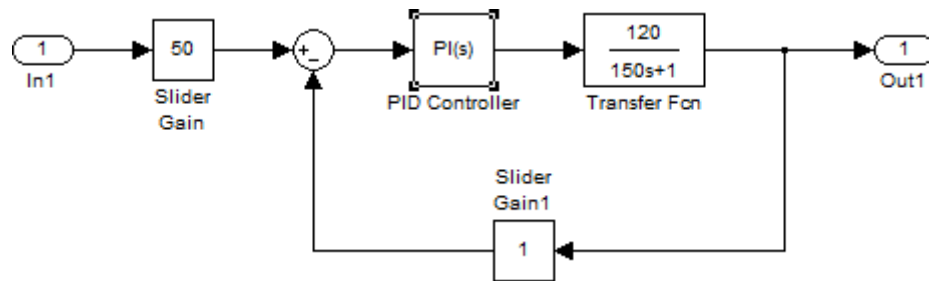 1
In1
50
Slider
Gain
+
−
PI(s)
PID Controller
120
150s+1
Transfer Fcn
1
Out1
Slider
Gain1
1